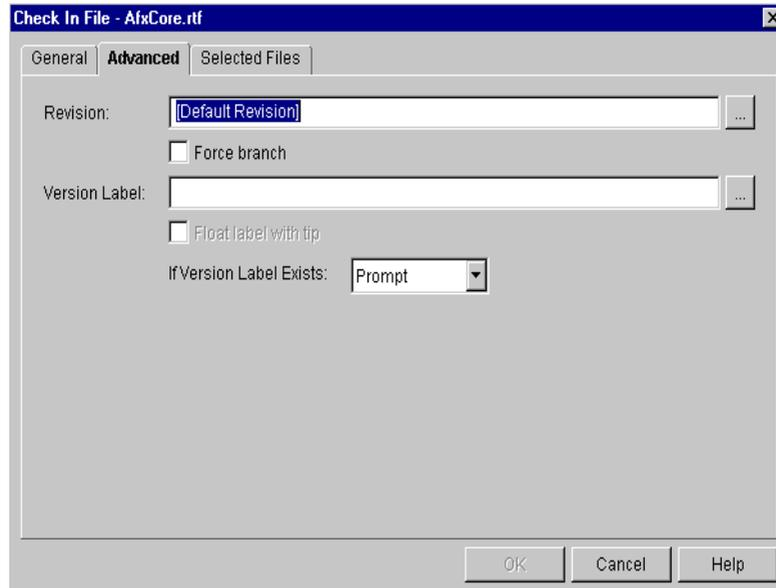 Check In File - AfxCore.rtf
General Advanced Selected Files
Revision: [Default Revision] ...
Force branch
Version Label: ...
Float label with tip
If Version Label Exists: Prompt
OK Cancel Help